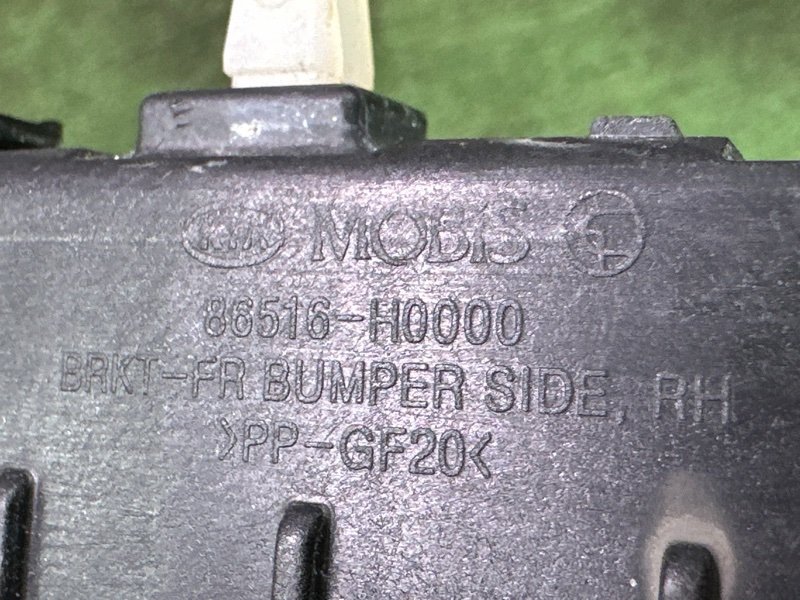 KIA MOBIS
86516-H0000
BRKT-FR BUMPER SIDE, RH
>PP-GF20<